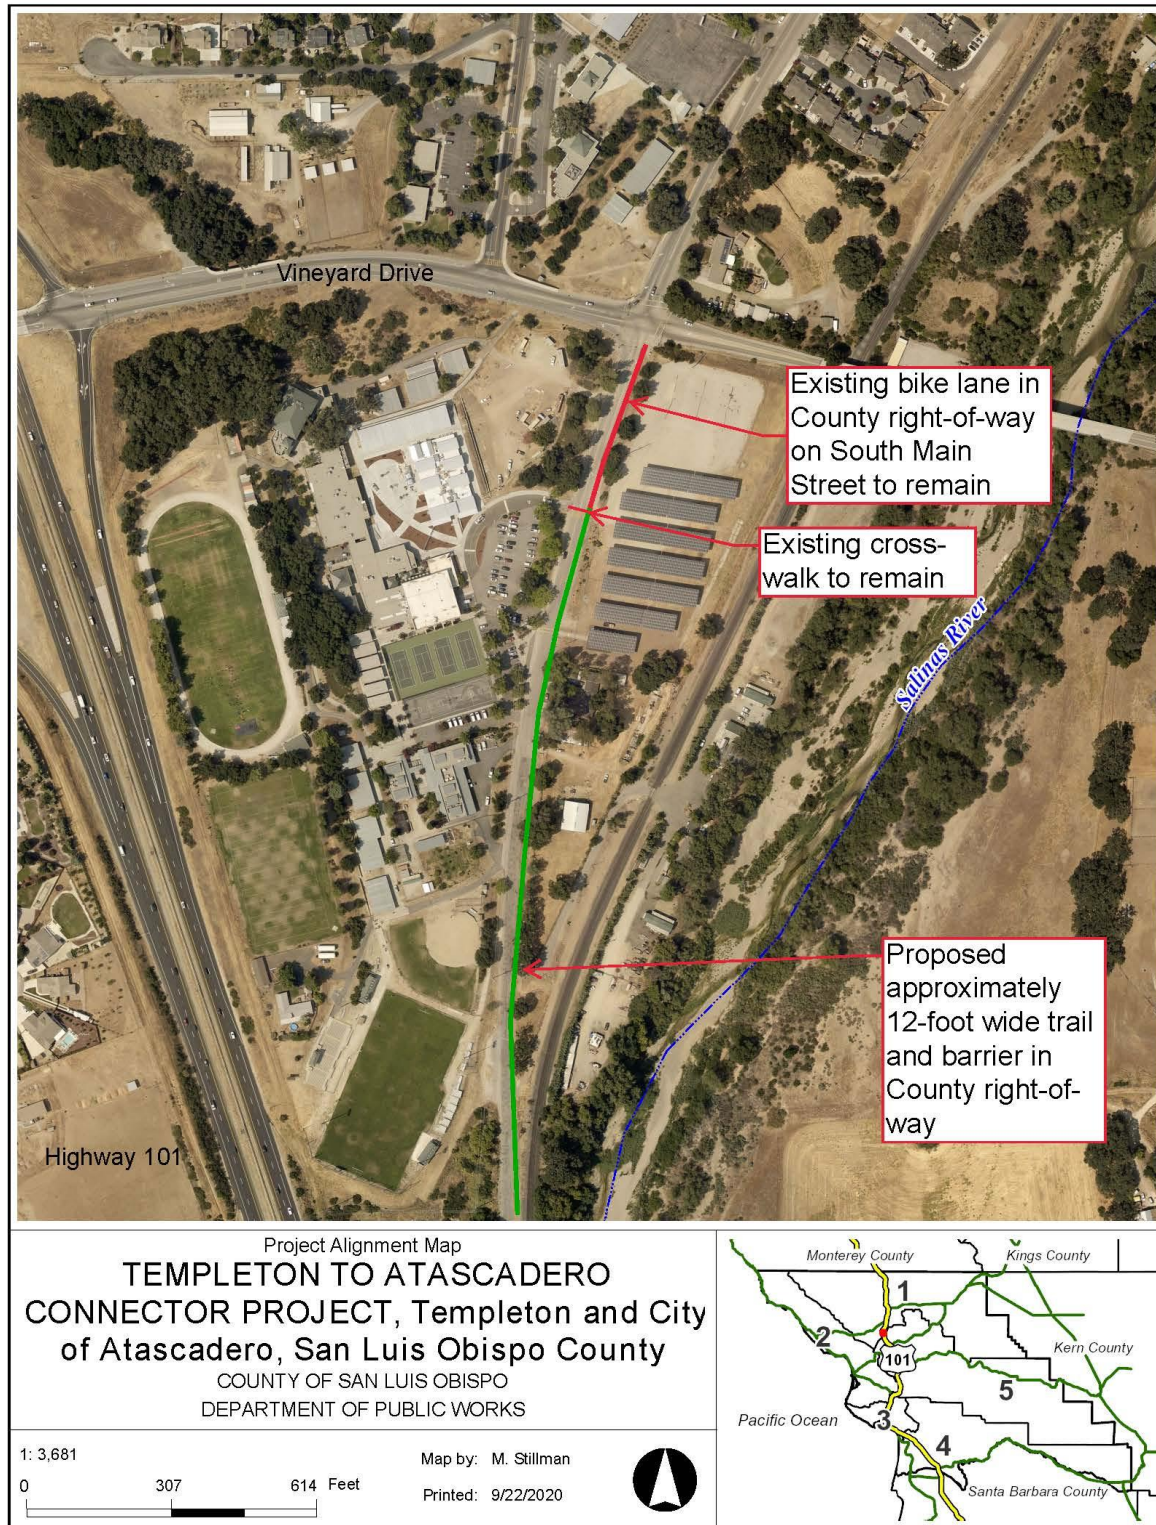 Vineyard Drive
Existing bike lane in
County right-of-way
on South Main
Street to remain
Existing cross-
walk to remain
Salinas River
Proposed
approximately
12-foot wide trail
and barrier in
County right-of-
way
Highway 101
Project Alignment Map
TEMPLETON TO ATASCADERO
CONNECTOR PROJECT, Templeton and City
of Atascadero, San Luis Obispo County
COUNTY OF SAN LUIS OBISPO
DEPARTMENT OF PUBLIC WORKS
1: 3,681
0 307 614 Feet
Map by: M. Stillman
Printed: 9/22/2020
Monterey County
Kings County
1
2
Kern County
101
5
Pacific Ocean
3
4
Santa Barbara County